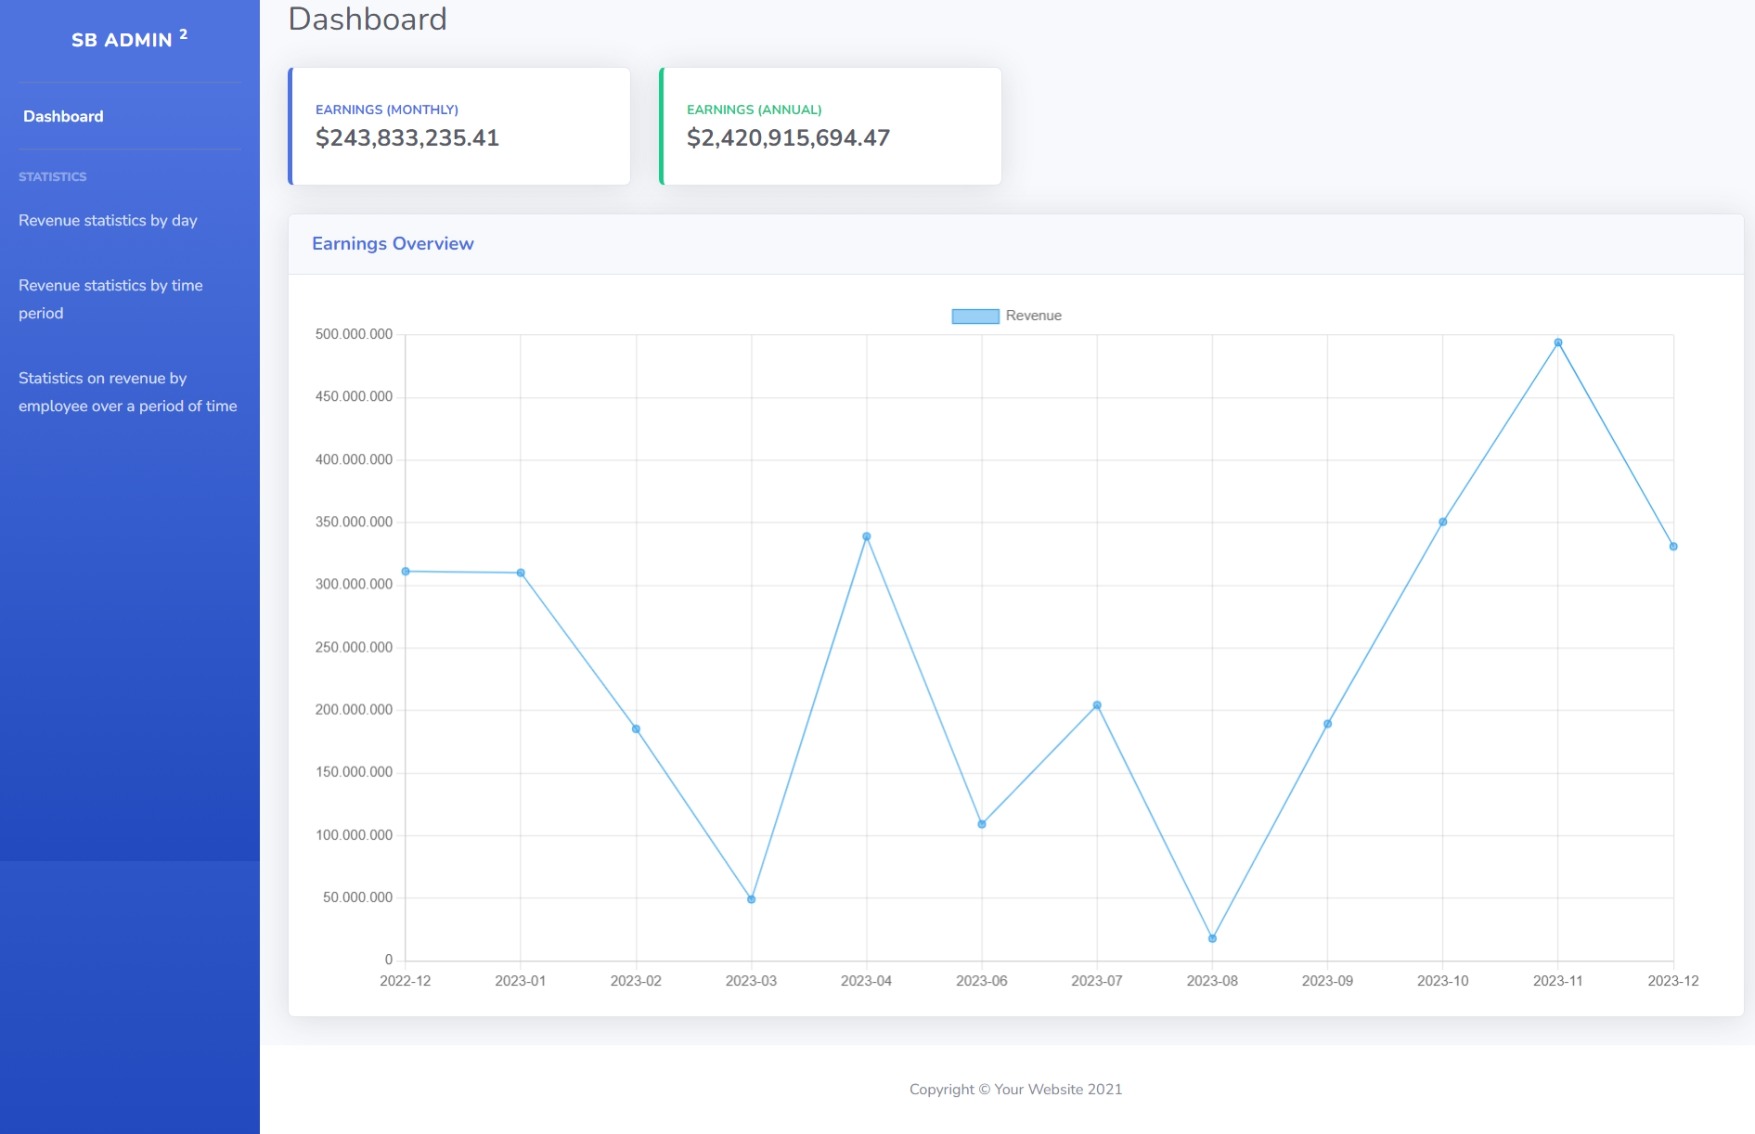 SB ADMIN 2
Dashboard
STATISTICS
Revenue statistics by day
Revenue statistics by time
period
Statistics on revenue by
employee over a period of time
Dashboard
EARNINGS (MONTHLY)
$243,833,235.41
EARNINGS (ANNUAL)
$2,420,915,694.47
Earnings Overview
Revenue
500.000.000
450.000.000
400.000.000
350.000.000
300.000.000
250.000.000
200.000.000
150.000.000
100.000.000
50.000.000
0
2022-12 2023-01 2023-02 2023-03 2023-04 2023-06 2023-07 2023-08 2023-09 2023-10 2023-11 2023-12
Copyright © Your Website 2021